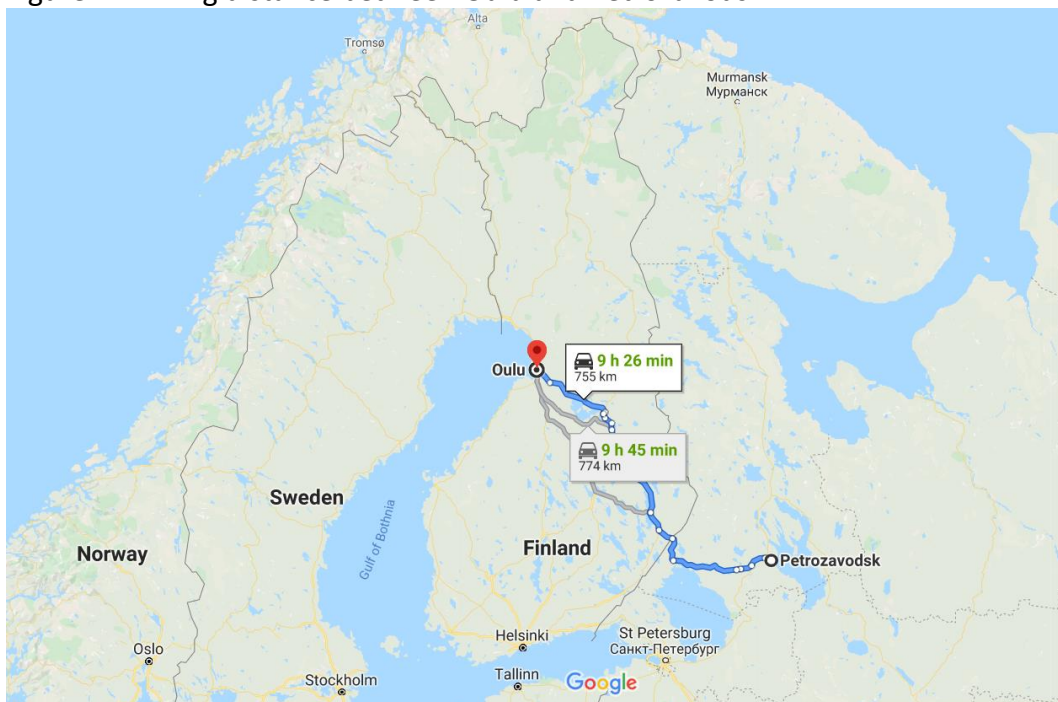 Alta
Tromsø
Murmansk
Мурманск
9 h 26 min
755 km
Oulu
9 h 45 min
774 km
Sweden
Gulf of Bothnia
Norway
Finland
Petrozavodsk
Oslo
Helsinki
St Petersburg
Санкт-Петербург
Stockholm
Tallinn
Google